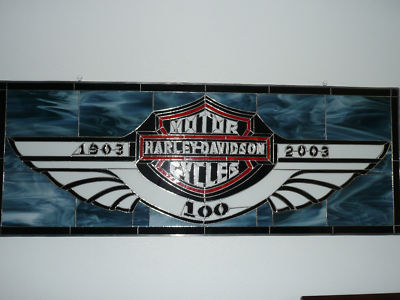 MOTOR
1903 HARLEY-DAVIDSON 2003
CYCLES
100